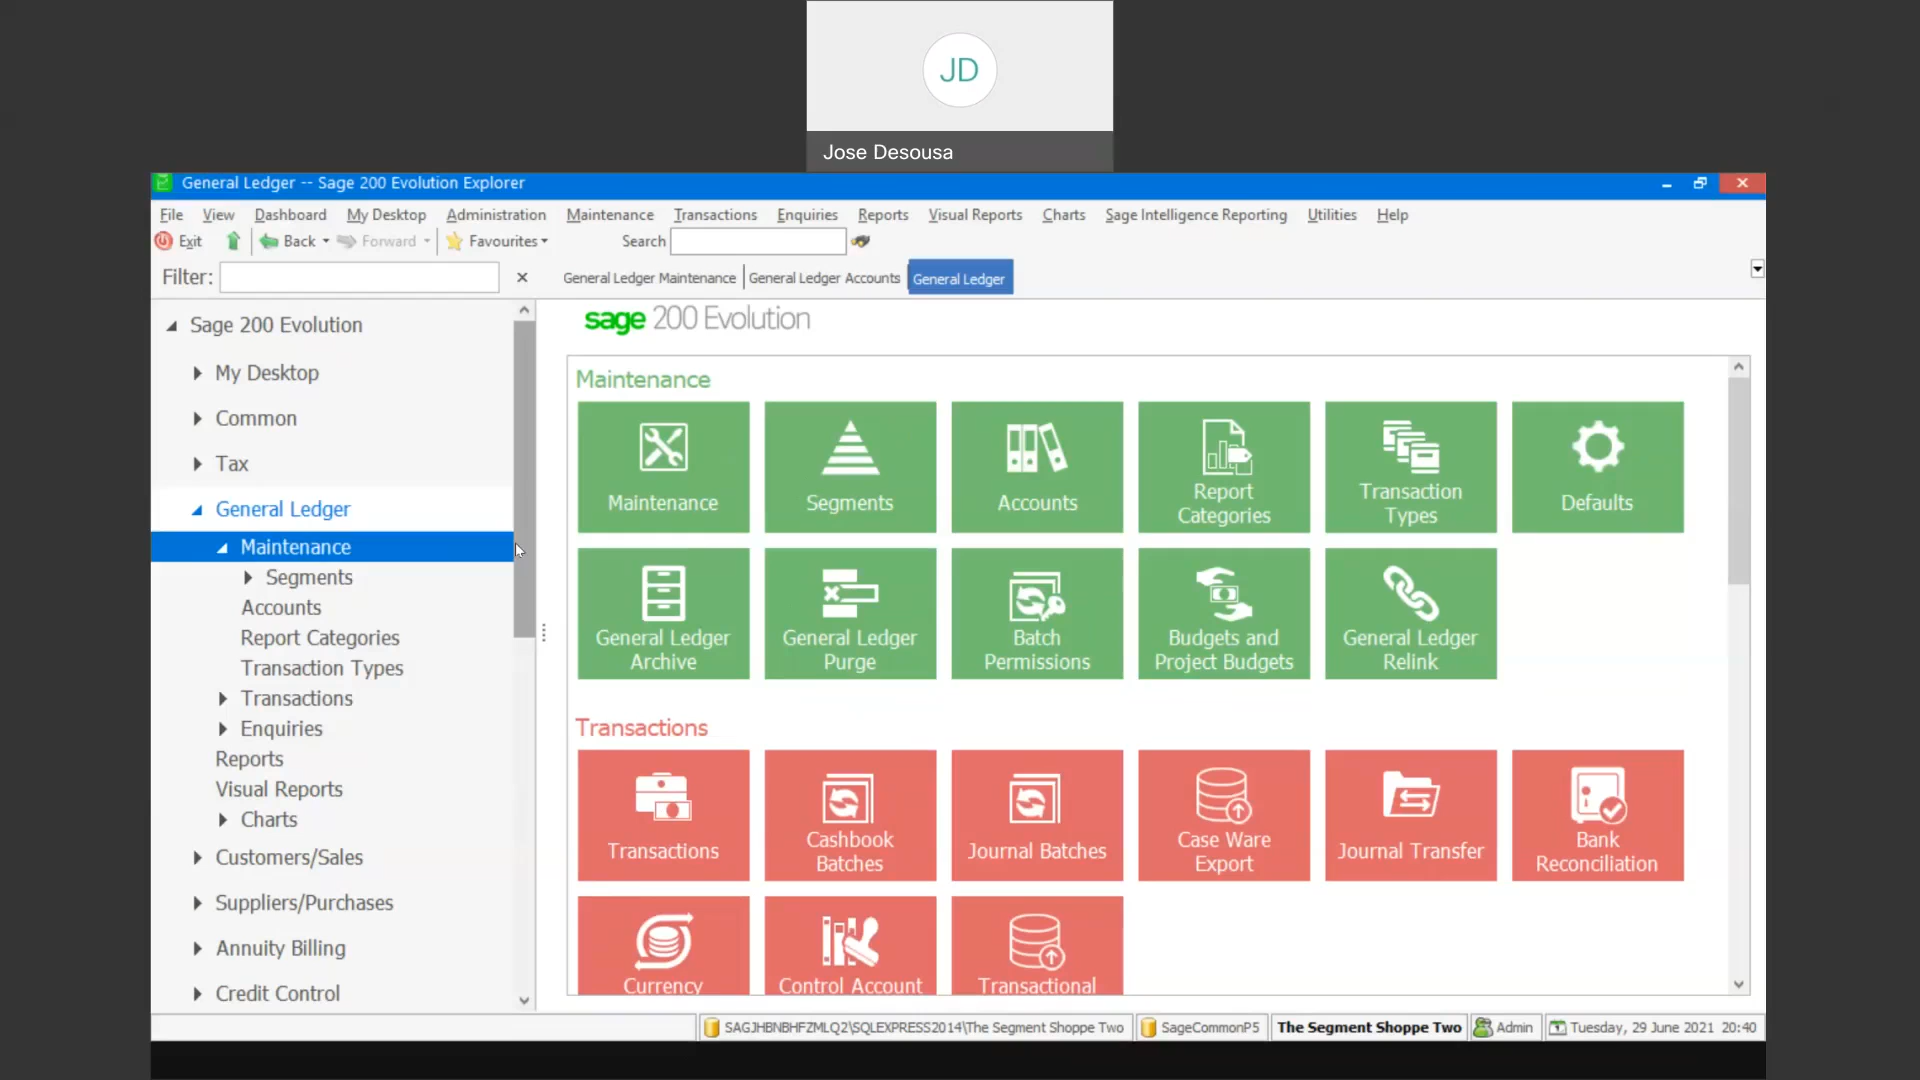 JD
Jose Desousa
General Ledger -- Sage 200 Evolution Explorer
File View Dashboard My Desktop Administration Maintenance Transactions Enquiries Reports Visual Reports Charts Sage Intelligence Reporting Utilities Help
Exit Back Forward Favourites Search
Filter: General Ledger Maintenance General Ledger Accounts General Ledger
Sage 200 Evolution
My Desktop
Common
Tax
General Ledger
Maintenance
Segments
Accounts
Report Categories
Transaction Types
Transactions
Enquiries
Reports
Visual Reports
Charts
Customers/Sales
Suppliers/Purchases
Annuity Billing
Credit Control
sage 200 Evolution
Maintenance
Maintenance
Segments
Accounts
Report
Categories
Transaction
Types
Defaults
General Ledger
Archive
General Ledger
Purge
Batch
Permissions
Budgets and
Project Budgets
General Ledger
Relink
Transactions
Transactions
Cashbook
Batches
Journal Batches
Case Ware
Export
Journal Transfer
Bank
Reconciliation
Currency
Control Account
Transactional
SAGJHBNBHFZMLQ2\SQLEXPRESS2014\The Segment Shoppe Two SageCommonP5 The Segment Shoppe Two Admin Tuesday, 29 June 2021 20:40